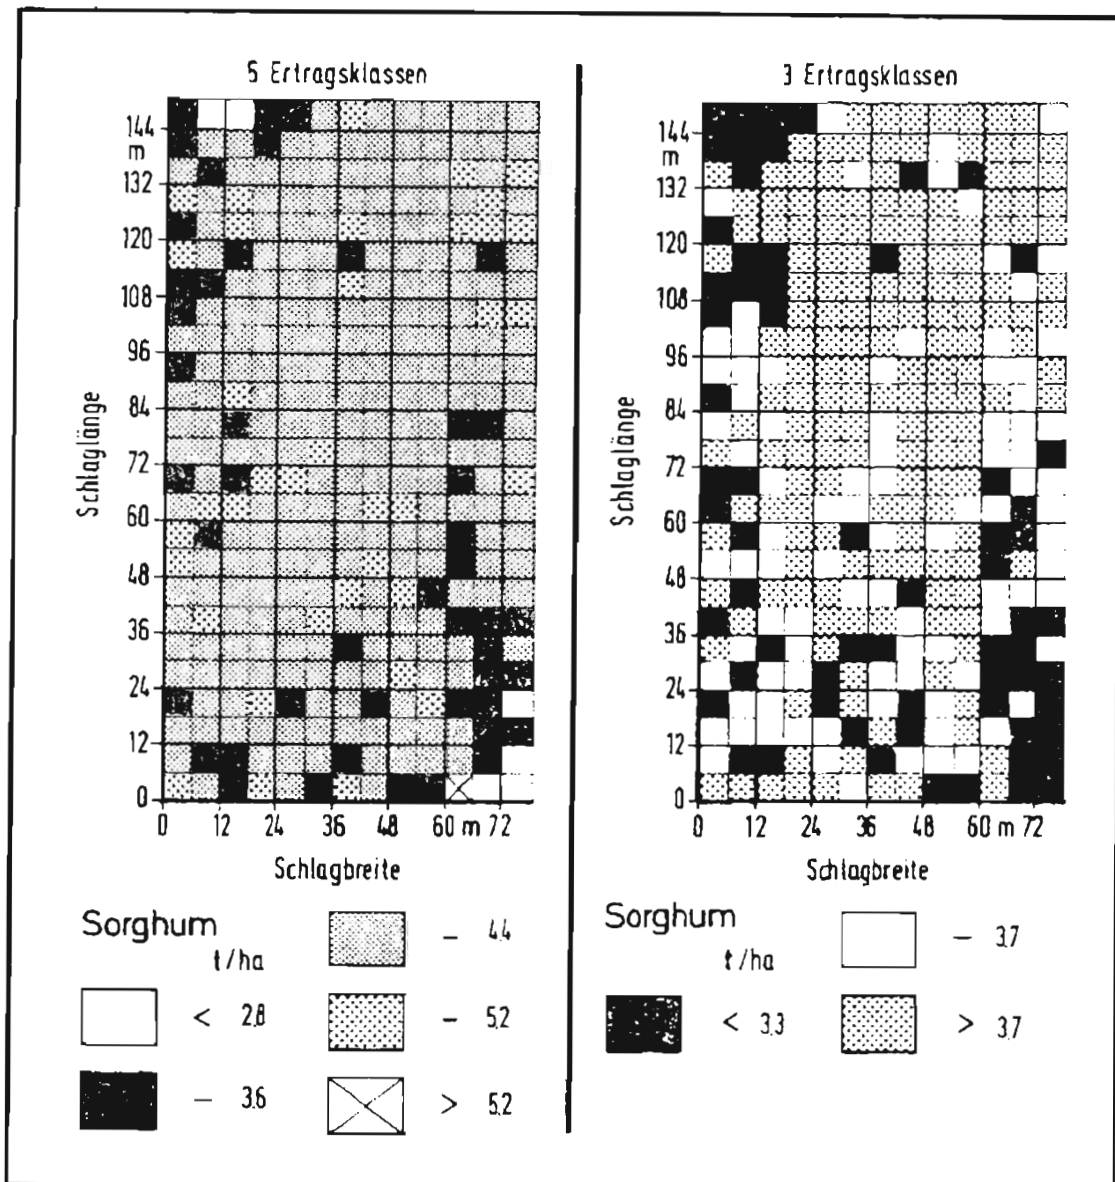 5 Ertragsklassen
144
m
132
120
108
96
84
72
60
48
36
24
12
0
Schlaglänge
0 12 24 36 48 60 m 72
Schlagbreite
Sorghum
t/ha
< 2,8
– 3,6
– 4,4
– 5,2
> 5,2
3 Ertragsklassen
144
m
132
120
108
96
84
72
60
48
36
24
12
0
Schlaglänge
0 12 24 36 48 60 m 72
Schlagbreite
Sorghum
t/ha
< 3,3
– 3,7
> 3,7